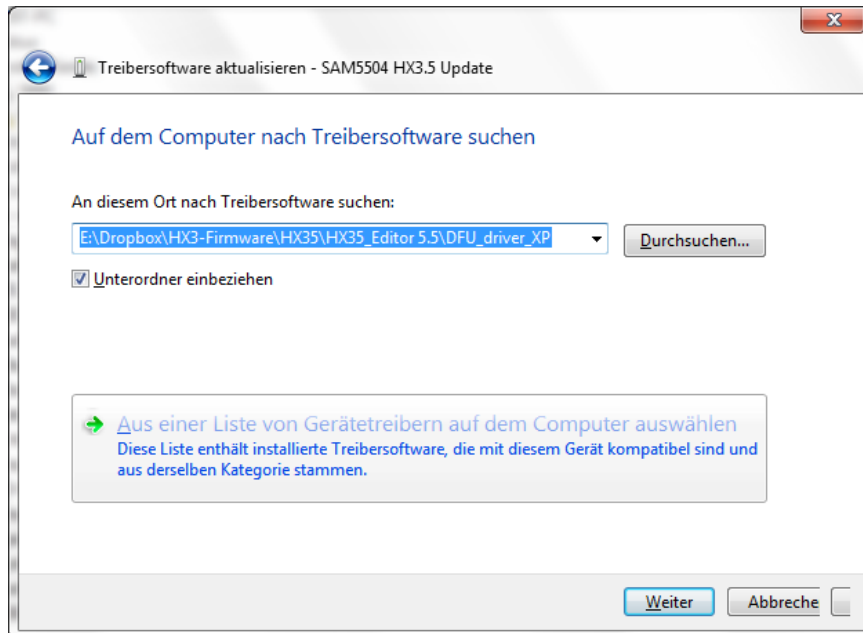 Treibersoftware aktualisieren - SAM5504 HX3.5 Update
Auf dem Computer nach Treibersoftware suchen
An diesem Ort nach Treibersoftware suchen:
E:\Dropbox\HX3-Firmware\HX35\HX35_Editor 5.5\DFU_driver_XP
Durchsuchen...
Unterordner einbeziehen
Aus einer Liste von Gerätetreibern auf dem Computer auswählen
Diese Liste enthält installierte Treibersoftware, die mit diesem Gerät kompatibel sind und
aus derselben Kategorie stammen.
Weiter
Abbreche